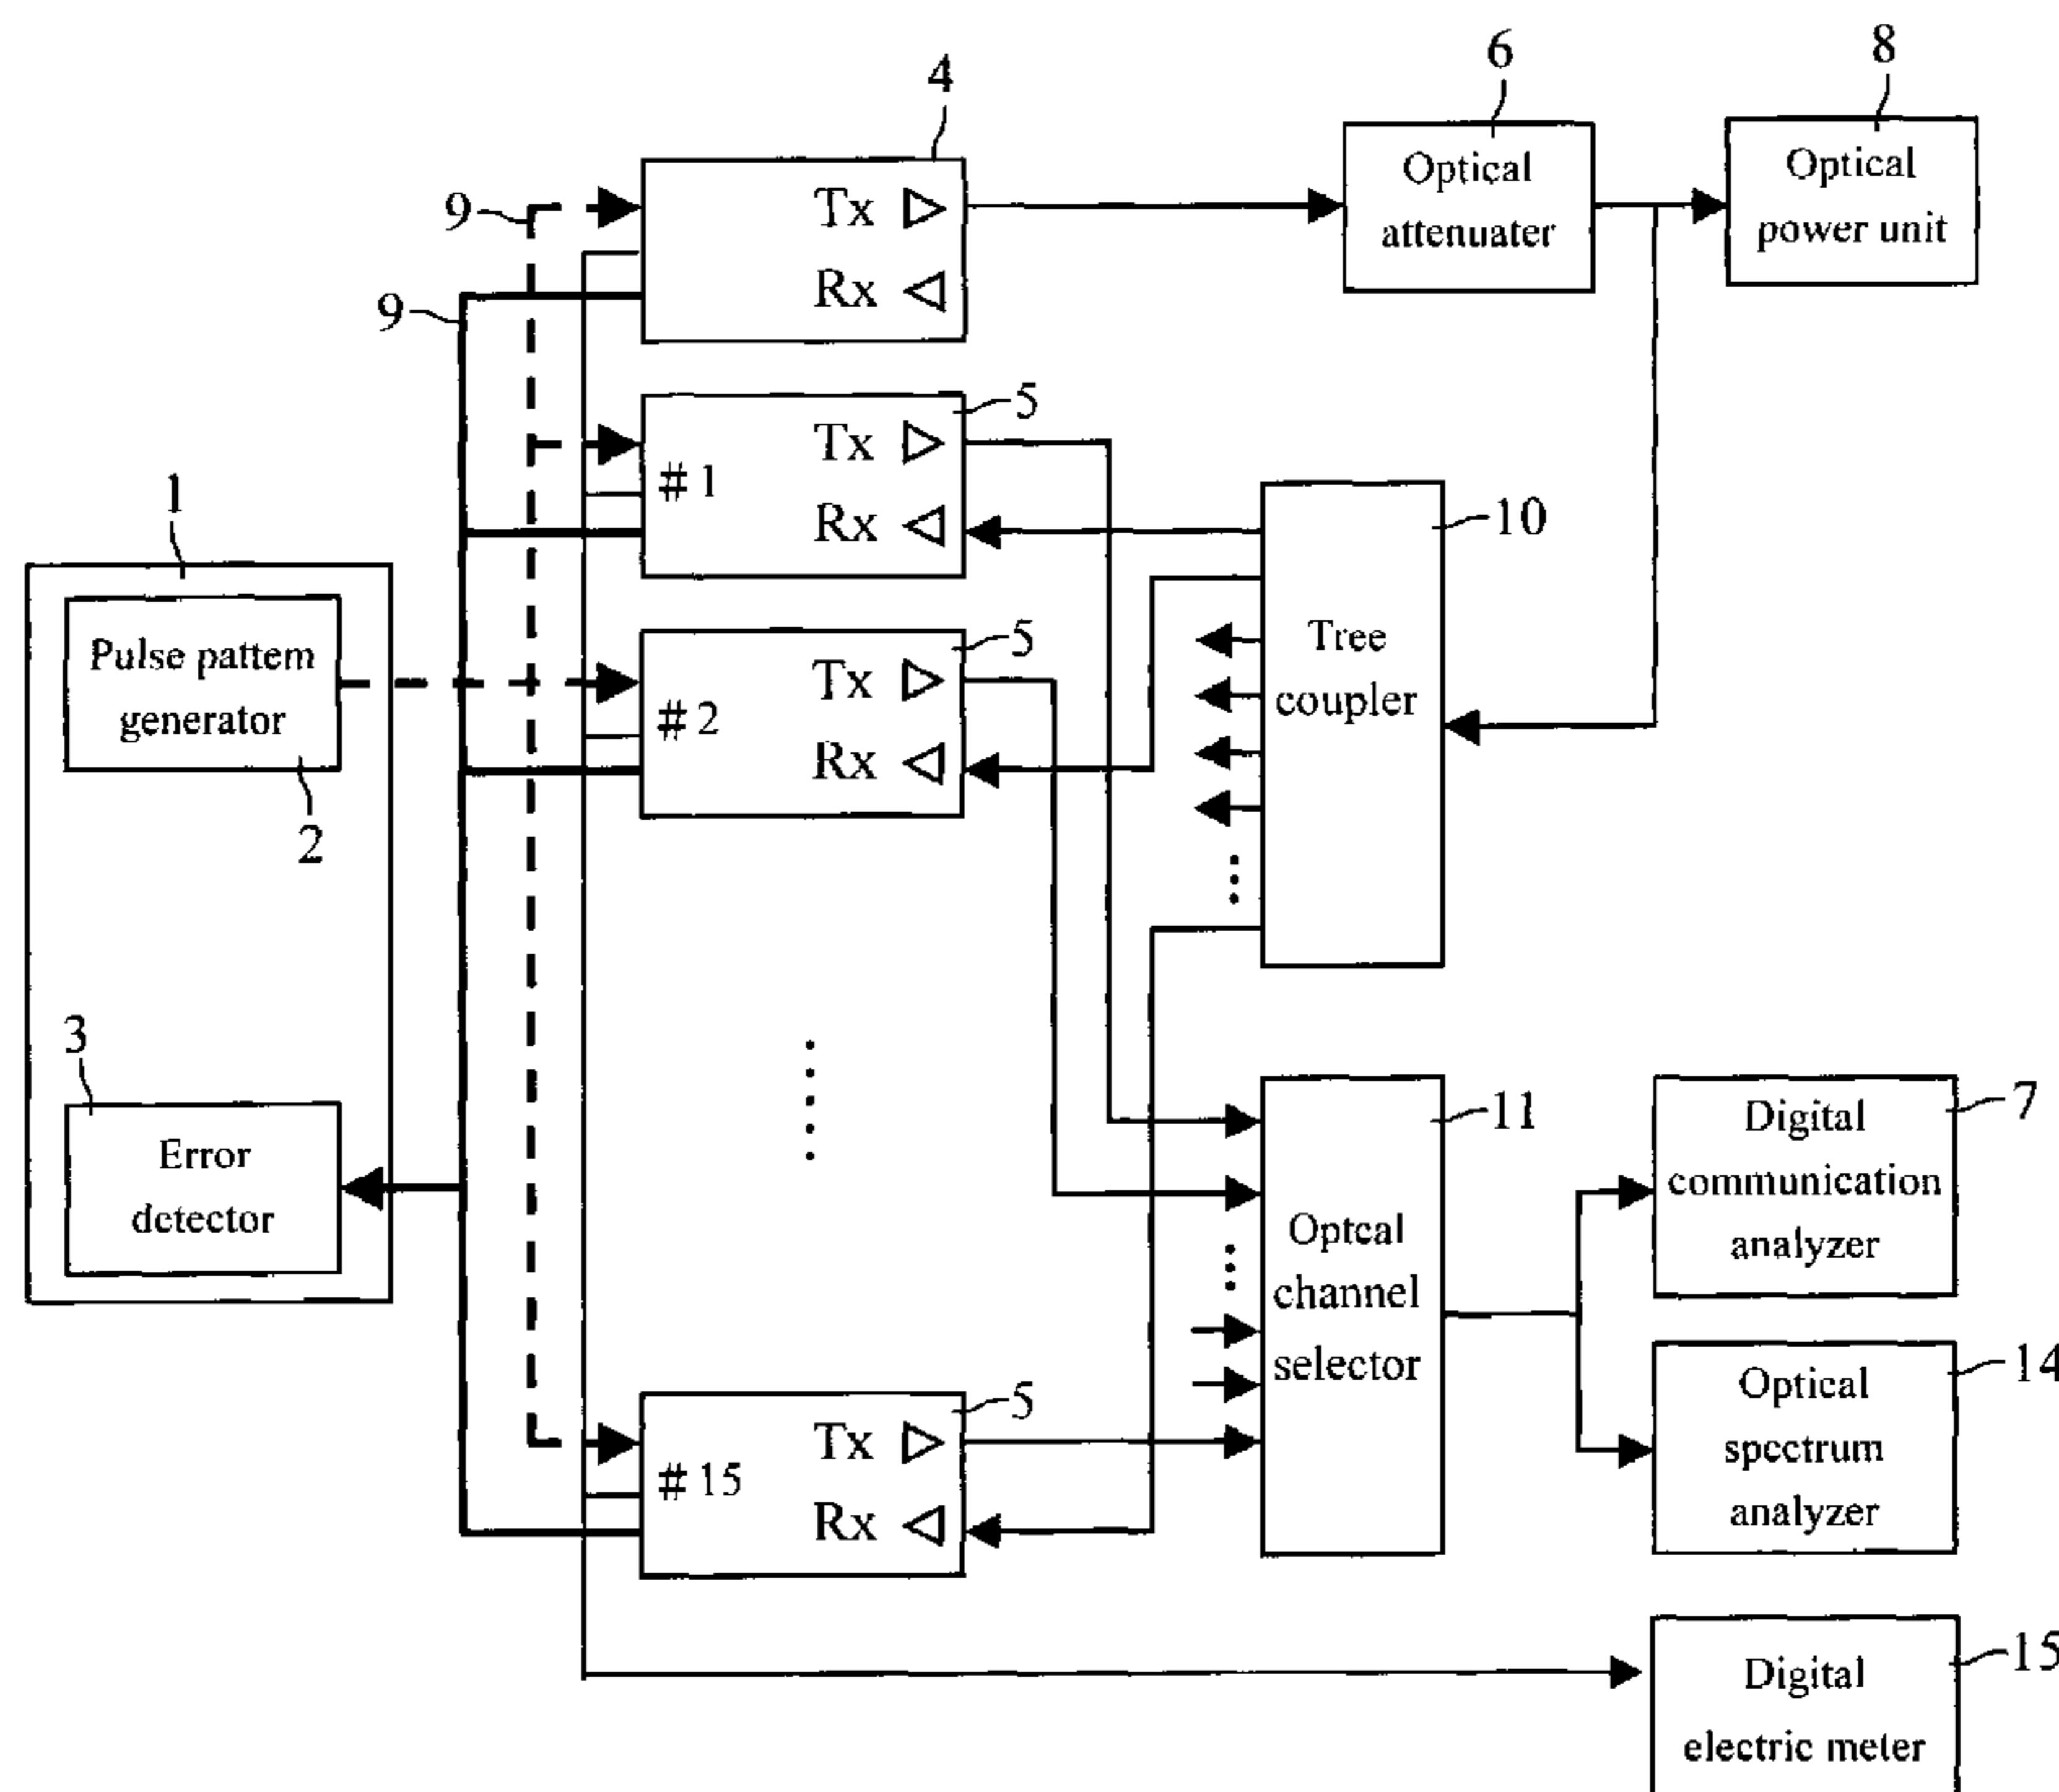 4
6
8
Optical
attenuater
Optical
power unit
9
Tx
Rx
9
5
Tx
# 1
Rx
10
1
Pulse pattem
generator
2
5
Tx
# 2
Rx
Tree
coupler
3
Error
detector
11
Optcal
channel
selector
7
Digital
communication
analyzer
14
Optical
spectrum
analyzer
5
Tx
# 15
Rx
15
Digital
electric meter